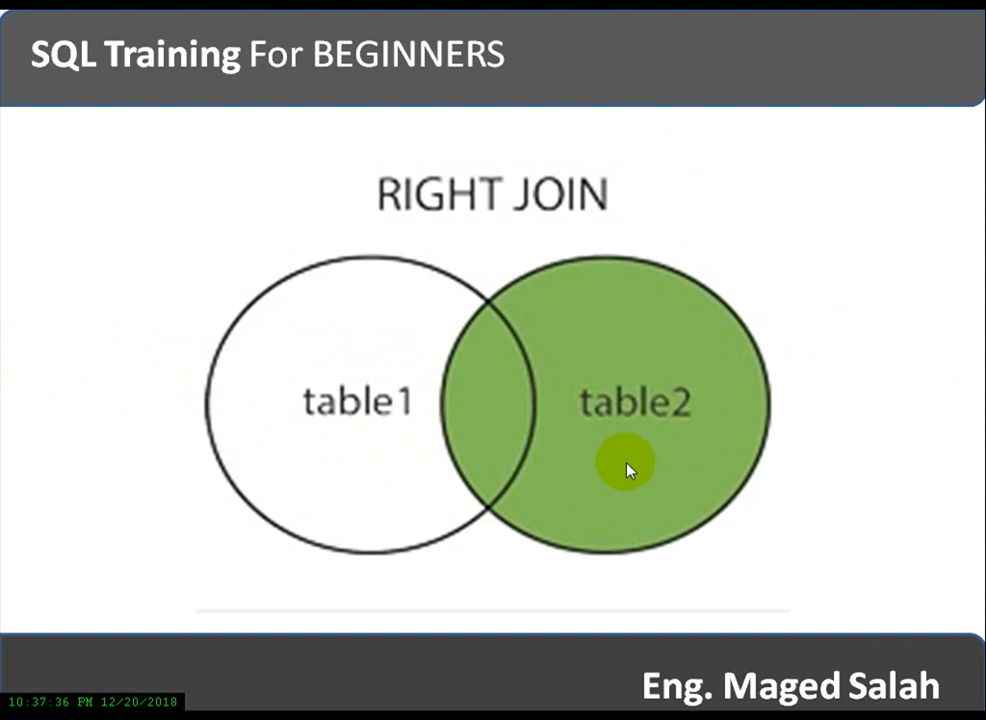 SQL Training For BEGINNERS
RIGHT JOIN
table1
table2
Eng. Maged Salah
10:37:36 PM 12/20/2018